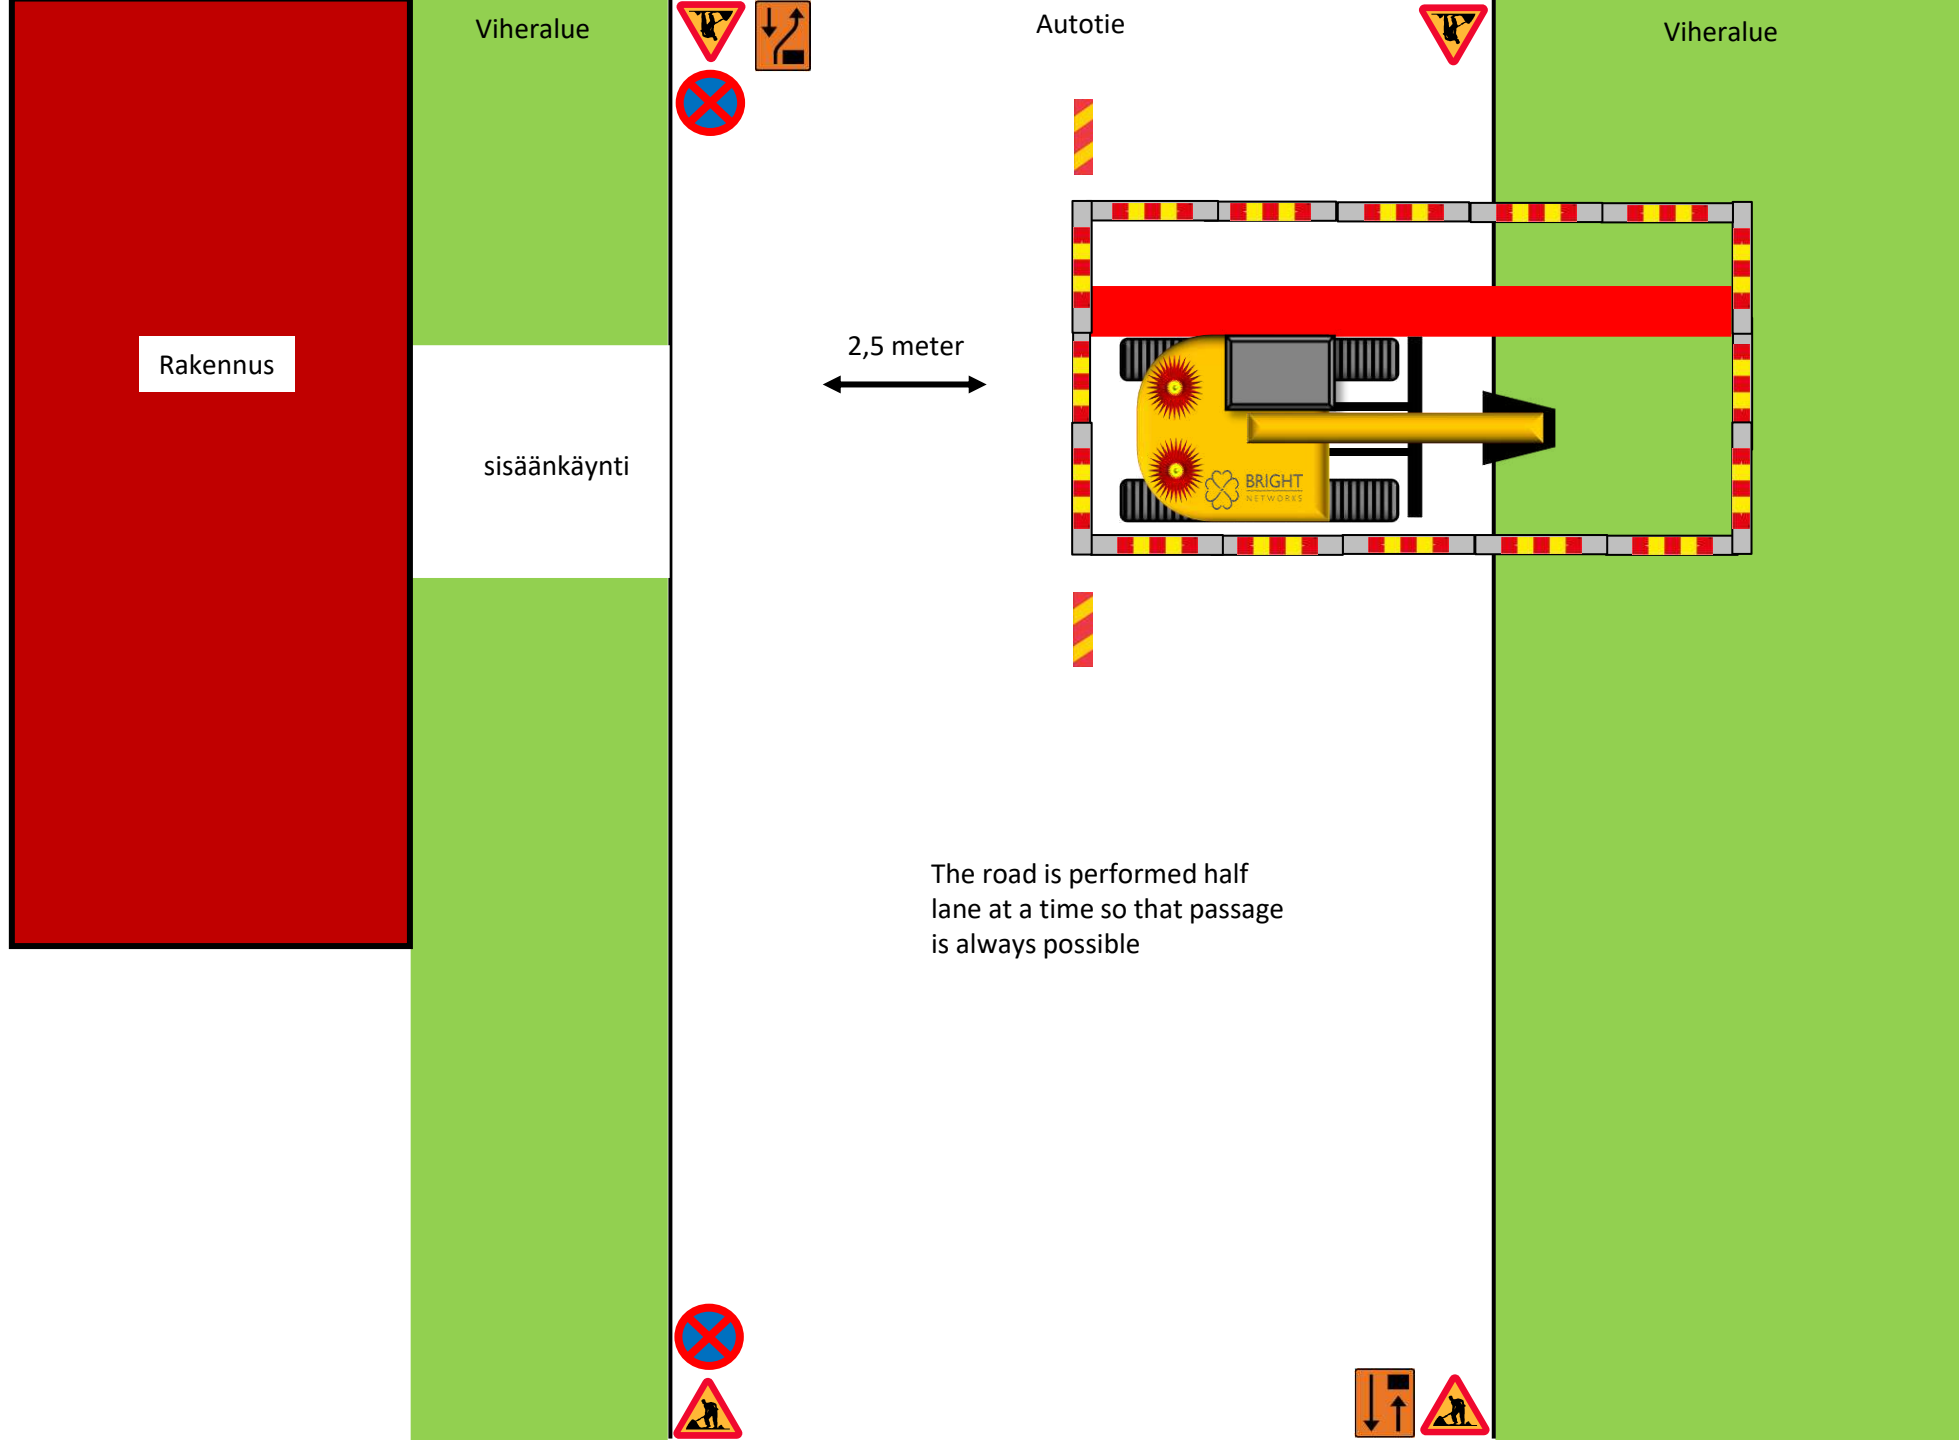 Viheralue
Autotie
Viheralue
Rakennus
2,5 meter
sisäänkäynti
BRIGHT
NETWORKS
The road is performed half
lane at a time so that passage
is always possible